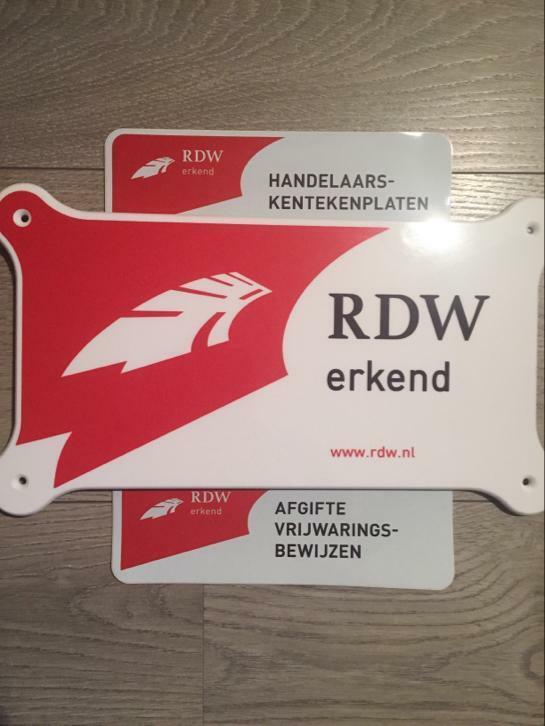 RDW
erkend
HANDELAARS-
KENTEKENPLATEN
RDW
erkend
www.rdw.nl
RDW
erkend
AFGIFTE
VRIJWARINGS-
BEWIJZEN